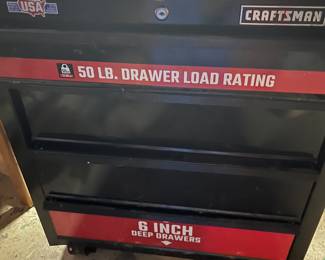 USA
CRAFTSMAN
50 LB. DRAWER LOAD RATING
6 INCH
DEEP DRAWERS